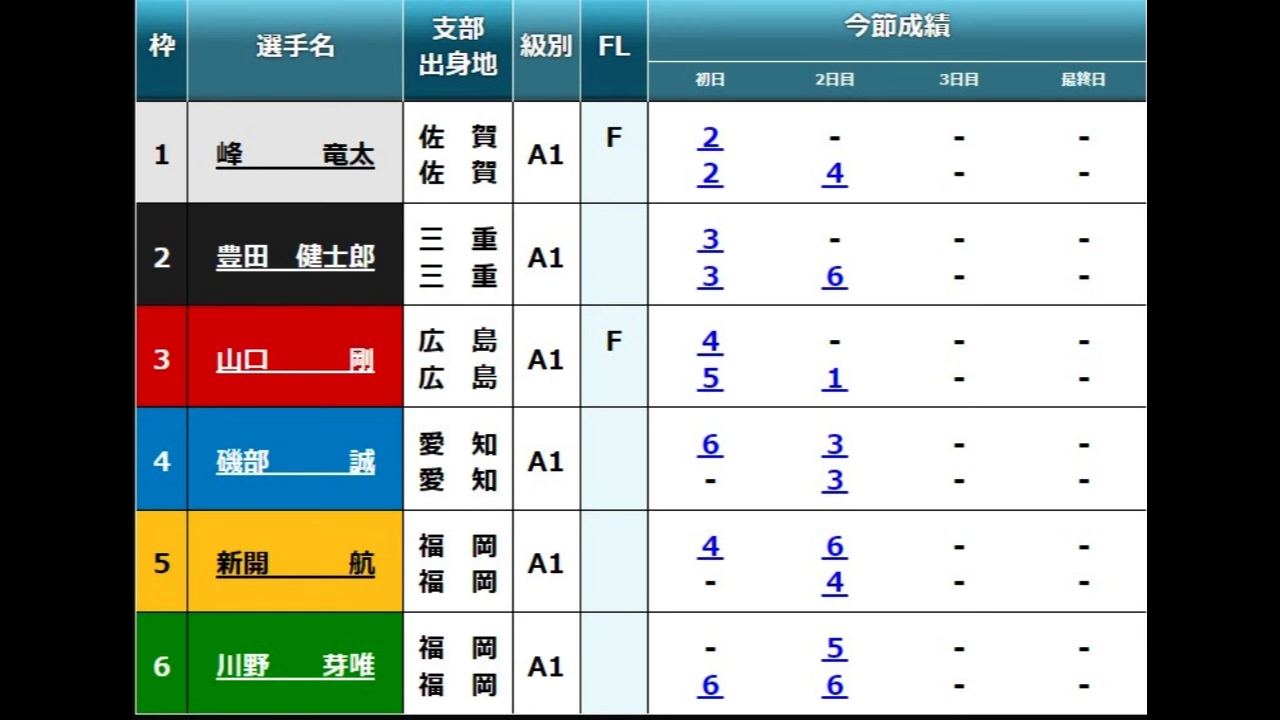 枠 選手名 支部 出身地 級別 FL 今節成績
初日 2日目 3日目 最終日
1 峰 竜太 佐賀 A1 F 2 - - -
佐賀 2 4 - -
2 豊田 健士郎 三重 A1 3 - - -
三重 3 6 - -
3 山口 剛 広島 A1 F 4 - - -
広島 5 1 - -
4 磯部 誠 愛知 A1 6 3 - -
愛知 - 3 - -
5 新開 航 福岡 A1 4 6 - -
福岡 - 4 - -
6 川野 芽唯 福岡 A1 - 5 - -
福岡 6 6 - -